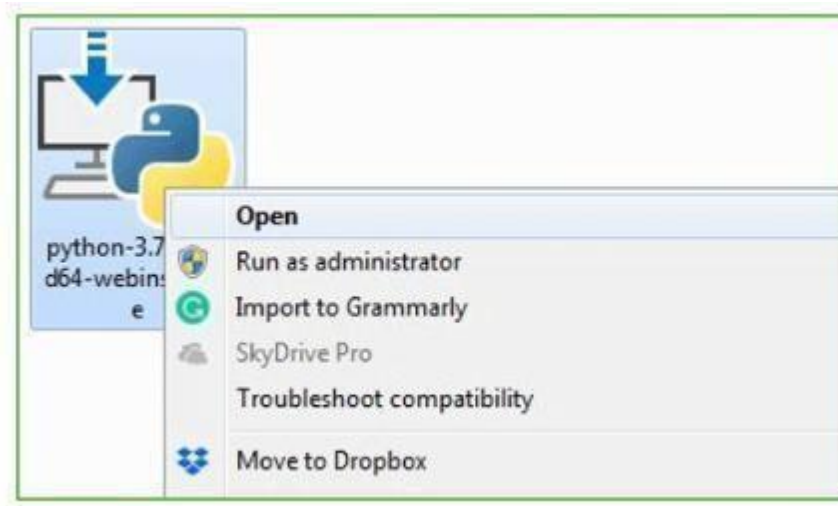 python-3.7
d64-webins
e
Open
Run as administrator
Import to Grammarly
SkyDrive Pro
Troubleshoot compatibility
Move to Dropbox